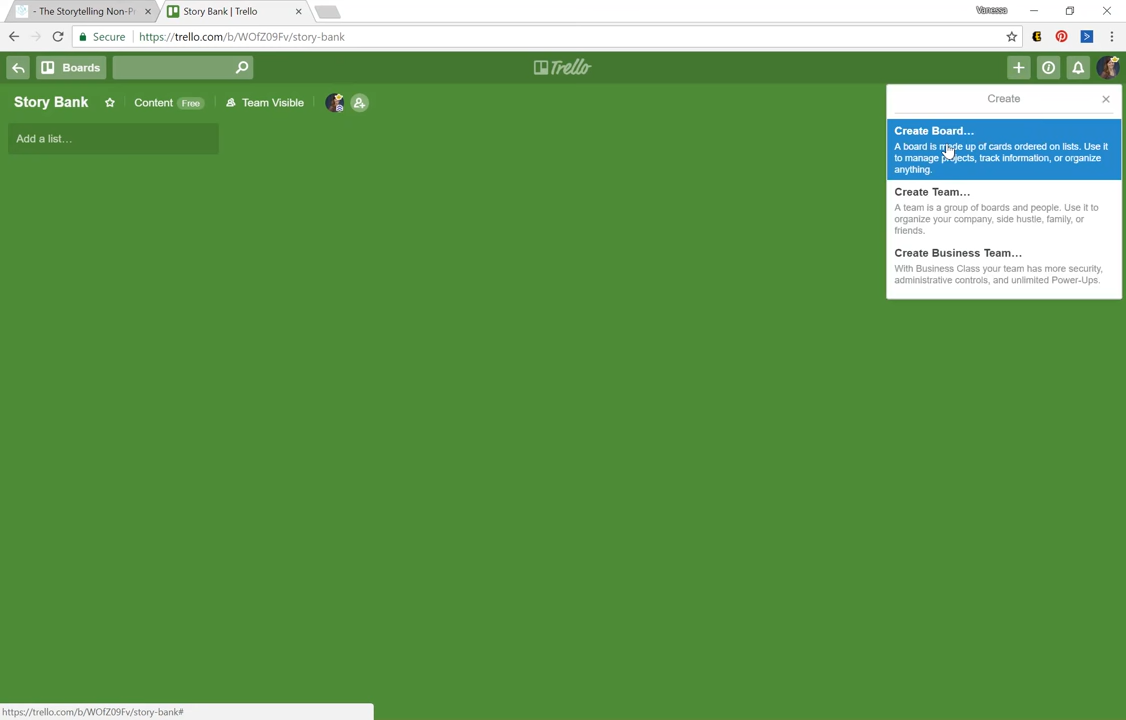 - The Storytelling Non-Pr
Story Bank | Trello
Vanessa
Secure
https://trello.com/b/WOfZ09Fv/story-bank
Boards
Trello
Story Bank
Content
Free
Team Visible
Add a list…
Create
Create Board…
A board is made up of cards ordered on lists. Use it
to manage projects, track information, or organize
anything.
Create Team…
A team is a group of boards and people. Use it to
organize your company, side hustle, family, or
friends.
Create Business Team…
With Business Class your team has more security,
administrative controls, and unlimited Power-Ups.
https://trello.com/b/WOfZ09Fv/story-bank#